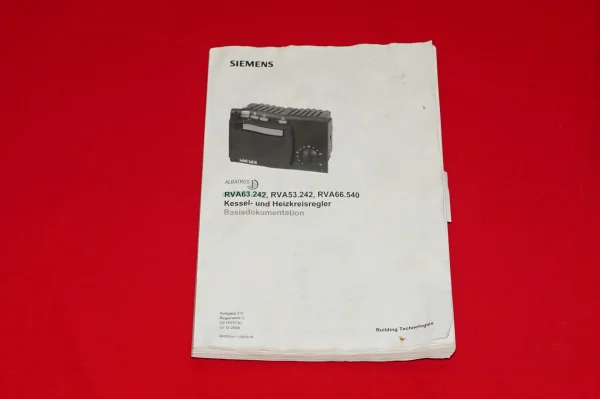 SIEMENS
ALBATROS
RVA63.242, RVA53.242, RVA66.540
Kessel- und Heizkreisregler
Basisdokumentation
Building Technologies